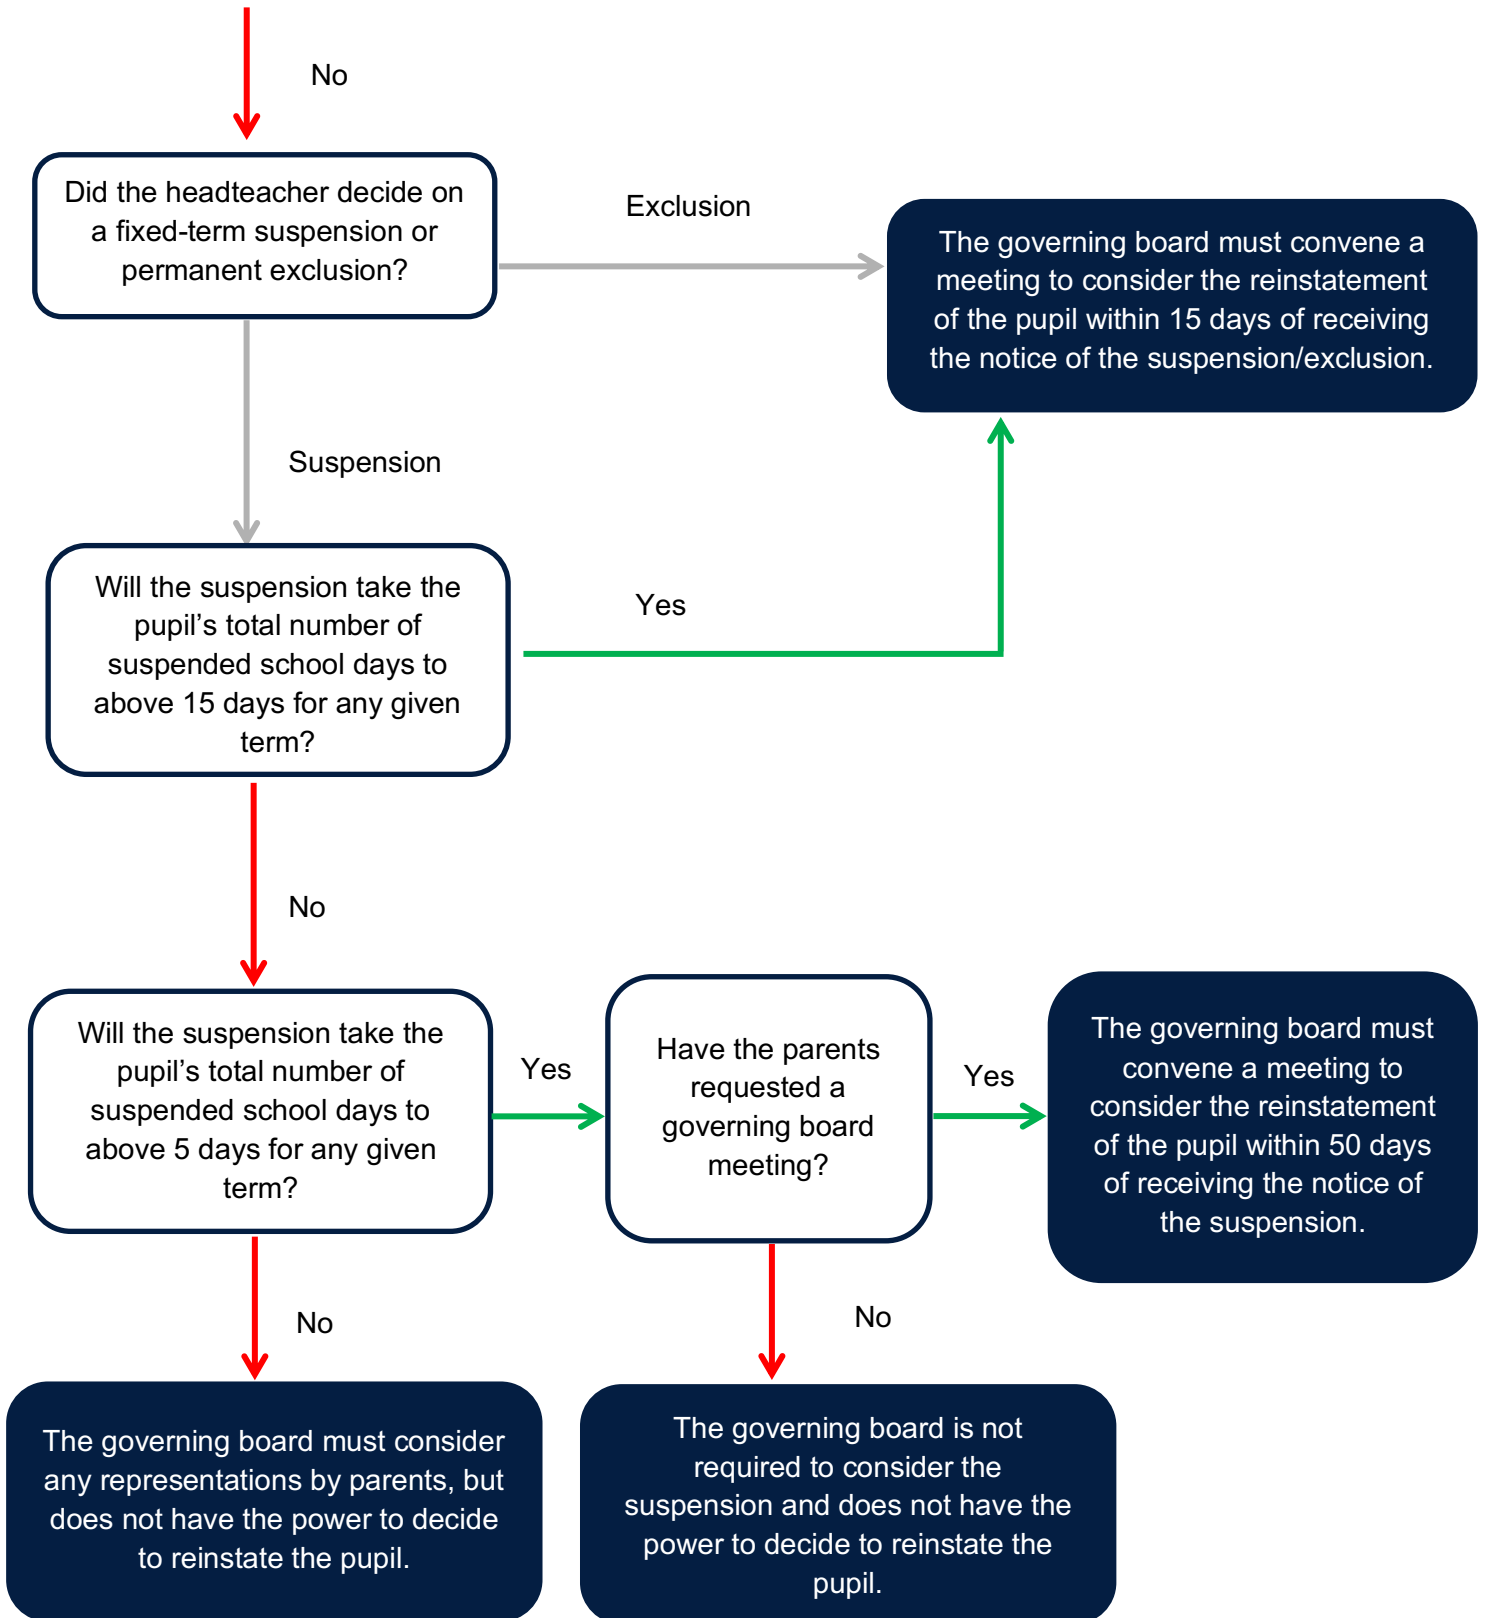 No
Did the headteacher decide on
a fixed-term suspension or
permanent exclusion?
Exclusion
The governing board must convene a
meeting to consider the reinstatement
of the pupil within 15 days of receiving
the notice of the suspension/exclusion.
Suspension
Will the suspension take the
pupil’s total number of
suspended school days to
above 15 days for any given
term?
Yes
No
Will the suspension take the
pupil’s total number of
suspended school days to
above 5 days for any given
term?
Yes
Have the parents
requested a
governing board
meeting?
Yes
The governing board must
convene a meeting to
consider the reinstatement
of the pupil within 50 days
of receiving the notice of
the suspension.
No
No
The governing board must consider
any representations by parents, but
does not have the power to decide
to reinstate the pupil.
The governing board is not
required to consider the
suspension and does not have the
power to decide to reinstate the
pupil.